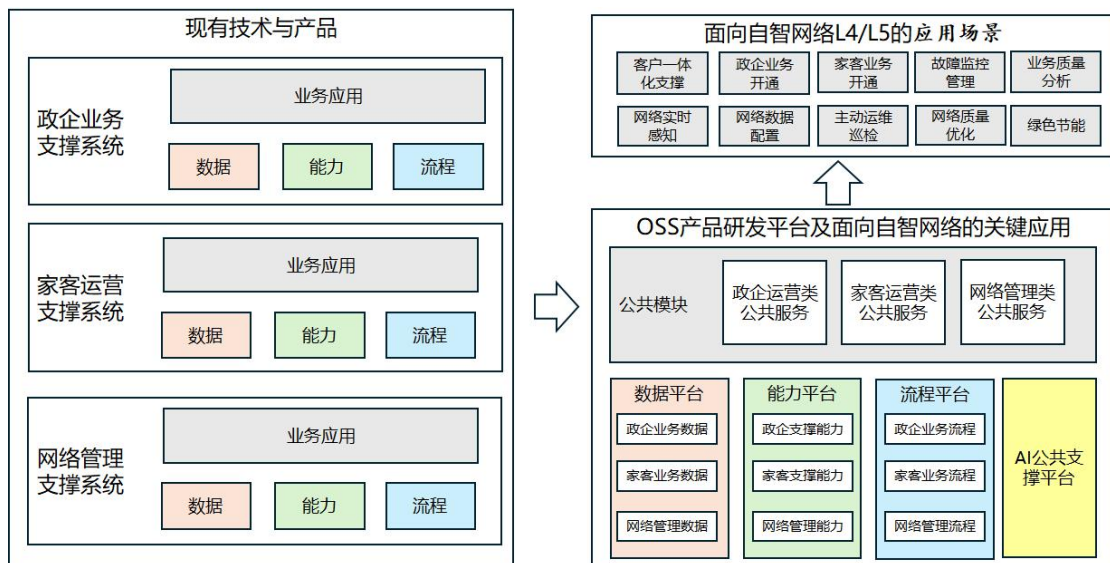 现有技术与产品
政企业务
支撑系统
业务应用
数据
能力
流程
家客运营
支撑系统
业务应用
数据
能力
流程
网络管理
支撑系统
业务应用
数据
能力
流程
面向自智网络L4/L5的应用场景
客户一体
化支撑
政企业务
开通
家客业务
开通
故障监控
管理
业务质量
分析
网络实时
感知
网络数据
配置
主动运维
巡检
网络质量
优化
绿色节能
OSS产品研发平台及面向自智网络的关键应用
公共模块
政企运营类
公共服务
家客运营类
公共服务
网络管理类
公共服务
数据平台
政企业务数据
家客业务数据
网络管理数据
能力平台
政企支撑能力
家客支撑能力
网络管理能力
流程平台
政企业务流程
家客业务流程
网络管理流程
AI公共支
撑平台